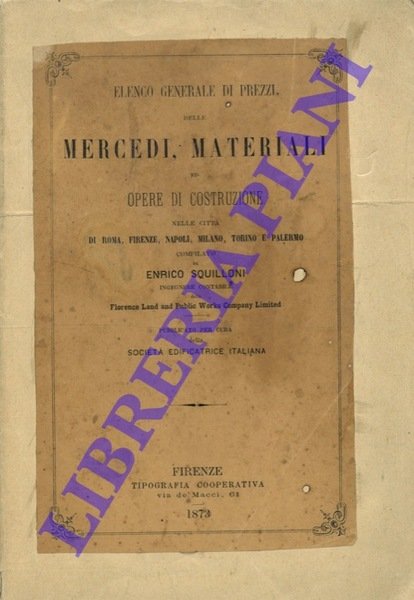 ELENCO GENERALE DI PREZZI,
DELLE
MERCEDI, MATERIALI
ED
OPERE DI COSTRUZIONE
NELLE CITTÀ
DI ROMA, FIRENZE, NAPOLI, MILANO, TORINO E PALERMO
COMPILATO
DA
ENRICO SQUILLONI
INGEGNERE CONTABILE
Florence Land and Public Works Company Limited
PUBBLICATO PER CURA
DELLA
SOCIETÀ EDIFICATRICE ITALIANA
FIRENZE
TIPOGRAFIA COOPERATIVA
via de' Macci, 61
1873
LIBRERIA PIANI